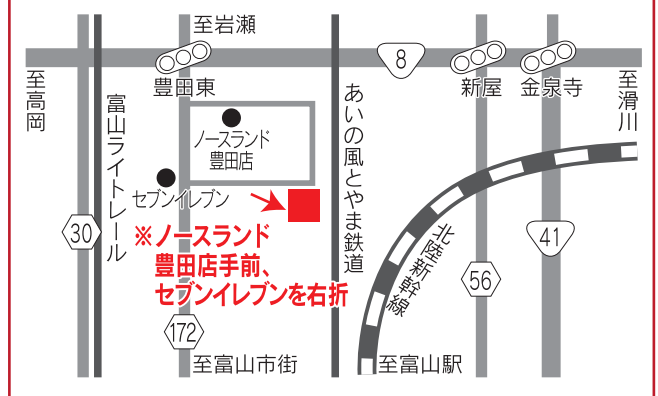 至岩瀬
8
豊田東
新屋
金泉寺
至高岡
至滑川
富山ライトレール
あいの風とやま鉄道
ノースランド
豊田店
セブンイレブン
30
※ノースランド
豊田店手前、
セブンイレブンを右折
北陸新幹線
41
56
172
至富山市街
至富山駅